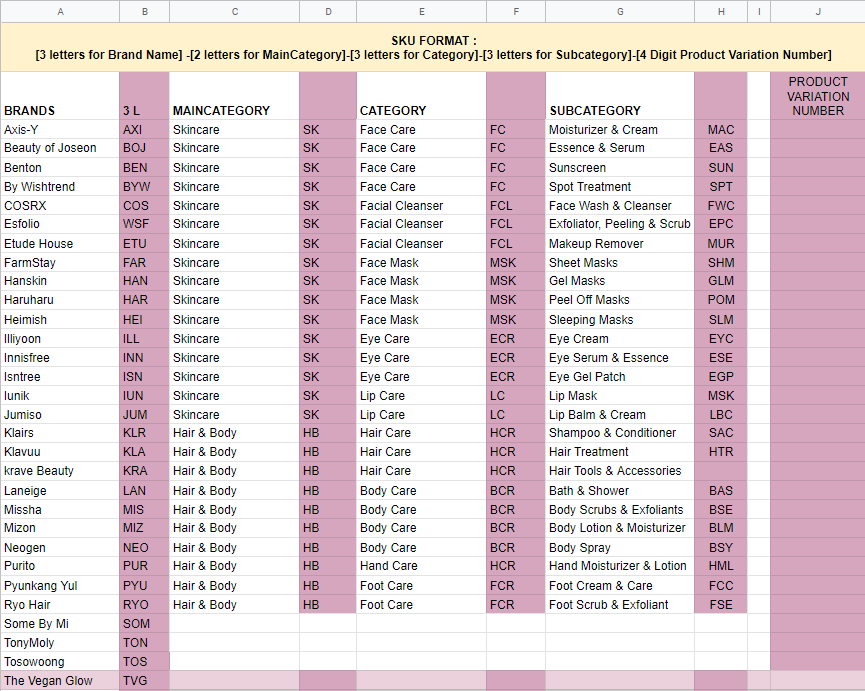 A B C D E F G H I J
SKU FORMAT :
[3 letters for Brand Name] -[2 letters for MainCategory]-[3 letters for Category]-[3 letters for Subcategory]-[4 Digit Product Variation Number]
BRANDS 3 L MAINCATEGORY CATEGORY SUBCATEGORY PRODUCT VARIATION NUMBER
Axis-Y AXI Skincare SK Face Care FC Moisturizer & Cream MAC
Beauty of Joseon BOJ Skincare SK Face Care FC Essence & Serum EAS
Benton BEN Skincare SK Face Care FC Sunscreen SUN
By Wishtrend BYW Skincare SK Face Care FC Spot Treatment SPT
COSRX COS Skincare SK Facial Cleanser FCL Face Wash & Cleanser FWC
Esfolio WSF Skincare SK Facial Cleanser FCL Exfoliator, Peeling & Scrub EPC
Etude House ETU Skincare SK Facial Cleanser FCL Makeup Remover MUR
FarmStay FAR Skincare SK Face Mask MSK Sheet Masks SHM
Hanskin HAN Skincare SK Face Mask MSK Gel Masks GLM
Haruharu HAR Skincare SK Face Mask MSK Peel Off Masks POM
Heimish HEI Skincare SK Face Mask MSK Sleeping Masks SLM
Illiyoon ILL Skincare SK Eye Care ECR Eye Cream EYC
Innisfree INN Skincare SK Eye Care ECR Eye Serum & Essence ESE
Isntree ISN Skincare SK Eye Care ECR Eye Gel Patch EGP
Iunik IUN Skincare SK Lip Care LC Lip Mask MSK
Jumiso JUM Skincare SK Lip Care LC Lip Balm & Cream LBC
Klairs KLR Hair & Body HB Hair Care HCR Shampoo & Conditioner SAC
Klavuu KLA Hair & Body HB Hair Care HCR Hair Treatment HTR
krave Beauty KRA Hair & Body HB Hair Care HCR Hair Tools & Accessories
Laneige LAN Hair & Body HB Body Care BCR Bath & Shower BAS
Missha MIS Hair & Body HB Body Care BCR Body Scrubs & Exfoliants BSE
Mizon MIZ Hair & Body HB Body Care BCR Body Lotion & Moisturizer BLM
Neogen NEO Hair & Body HB Body Care BCR Body Spray BSY
Purito PUR Hair & Body HB Hand Care HCR Hand Moisturizer & Lotion HML
Pyunkang Yul PYU Hair & Body HB Foot Care FCR Foot Cream & Care FCC
Ryo Hair RYO Hair & Body HB Foot Care FCR Foot Scrub & Exfoliant FSE
Some By Mi SOM
TonyMoly TON
Tosowoong TOS
The Vegan Glow TVG